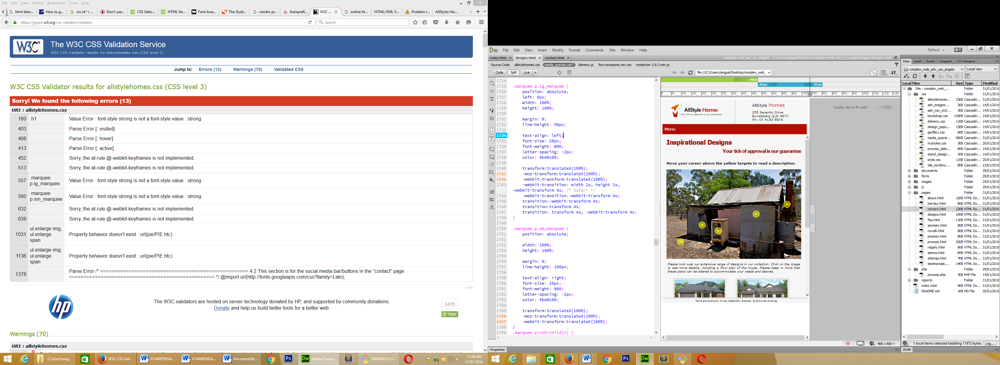 File Edit View History Bookmarks Tools Help
html blan... How to g... css id^= ... Don't use... CSS Selec... HTML fie... Font Awe... The Guid... vendor pr... Autoprefi... W3C ... online ht... HTML/XML V... Problem l... AllStyles Ho...
https://jigsaw.w3.org/css-validator/validator Search
W3C The W3C CSS Validation Service
W3C CSS Validator results for allstylehomes.css (CSS level 3)
Jump to: Errors (13) Warnings (70) Validated CSS
W3C CSS Validator results for allstylehomes.css (CSS level 3)
Sorry! We found the following errors (13)
URI : allstylehomes.css
180 .h1 Value Error : font-style strong is not a font-style value : strong
403 Parse Error [: visited]
408 Parse Error [: hover]
413 Parse Error [: active]
452 Sorry, the at-rule @-webkit-keyframes is not implemented.
513 Sorry, the at-rule @-webkit-keyframes is not implemented.
557 .marquee p.lg_marquee Value Error : font-style strong is not a font-style value : strong
580 .marquee p.sm_marquee Value Error : font-style strong is not a font-style value : strong
632 Sorry, the at-rule @-webkit-keyframes is not implemented.
639 Sorry, the at-rule @-webkit-keyframes is not implemented.
1031 ul.enlarge img, ul.enlarge span Property behavior doesn't exist : url(pie/PIE.htc)
1136 ul.enlarge img, ul.enlarge span Property behavior doesn't exist : url(pie/PIE.htc)
1378 Parse Error /* ==================================================== 4.2 This section is for the social media bar/buttons in the "contact" page
=================================================== */ @import url(http://fonts.googleapis.com/css?family=Lato);
↑ TOP
hp
The W3C validators are hosted on server technology donated by HP, and supported by community donations.
Donate and help us build better tools for a better web.
5475
Flattr
Warnings (70)
URI : allstylehomes.css
C:\Users\ang... W3C CSS Vali... ICAWEB505A... ICAWEB505A... Document56 ... Ps Dw Adobe Dream... S MINGW32:/c/...
11:56 AM
31/01/2016
Dw File Edit View Insert Modify Format Commands Site Window Help Default
index.html designs.html contact.html complex_web_adv_css_angelo - C:\Users\angpal\Desktop\complex_web_adv_css_angelo\pages\designs.html
Source Code allstylehomes.css media_queries.css* ddmenu.js font-awesome.min.css modernizr-2.8.3.min.js
Code Split Live file:///C|/Users/angpal/Desktop/complex_web_
1724
1725 .marquee p.lg_marquee {
1726 position: absolute;
1727 left: 0px;
1728 width: 100%;
1729 height: 100%;
1730
1731 margin: 0;
1732 line-height: 50px;
1733
1734 text-align: left;
1735 font-size: 20px;
1736 font-weight: 800;
1737 letter-spacing: -2px;
1738 color: #b40c00;
1739
1740 transform:translateX(100%);
1741 -moz-transform:translateX(100%);
1742 -webkit-transform:translateX(100%);
1743 -webkit-transition: width 2s, height 2s,
-webkit-transform 4s; /* Safari */
1744 -webkit-transition:-webkit-transform 4s;
1745 transition:-webkit-transform 4s;
1746 transition:transform 4s;
1747 transition: transform 4s, -webkit-transform 4s;
1748 }
1749
1750 .marquee p.sm_marquee {
1751 position: absolute;
1752
1753 width: 100%;
1754 height: 100%;
1755
1756 margin: 0;
1757 line-height: 100px;
1758
1759 text-align: right;
1760 font-size: 16px;
1761 font-weight: 800;
1762 letter-spacing: -2px;
1763 color: #b40c00;
1764
1765 transform:translateX(100%);
1766 -moz-transform:translateX(100%);
1767 -webkit-transform:translateX(100%);
1768 }
1769 .marquee p:nth-child(1) {
480px
481px 801px
0 50 100 150 200 250 300 350 400 450 500 550 600 650 700 750 800 850 900 950 1000 1050 1100 1150
Double click to fit width
AllStyle Homes
Your tick of approval is our guarantee
AllStyle Homes
255 Serenity Drive
Bundaberg QLD 4670
Ph: 07 4153 9876
Menu
Inspirational Designs
Your tick of approval is our guarantee
Move your cursor above the yellow targets to read a description.
Please look over our extensive range of designs in our collection. Click on the image
to see more details, including a floor plan of the house. Please keep in mind that
these plans can be altered to accommodate your needs and desires.
Terms and Conditions | Privacy Statement | Sitemap | © 2013 AllStyle Homes
488 x 800
Properties
Files Insert Assets Snippets CSS Designer
complex_web_adv_css_angelo Local view
Local Files Size Type Modified
Site - complex_web_... Folder 31/01/2016
css Folder 31/01/2016
allstylehomes... 33KB Cascadin... 31/01/2016
ash_imagem... 2KB Cascadin... 14/01/2016
ash_nav_styl... 3KB Cascadin... 14/01/2016
bootstrap.css 145KB Cascadin... 14/01/2016
ddmenu.css 11KB Cascadin... 14/01/2016
deisign_popu... 13KB Cascadin... 14/01/2016
gistfile1.css 6KB Cascadin... 14/01/2016
media_querie... 56KB Cascadin... 31/01/2016
mystyles.css 3KB Cascadin... 20/01/2016
process_slids... 8KB Cascadin... 14/01/2016
stand_design... 2KB Cascadin... 14/01/2016
style.css 11KB Cascadin... 20/01/2016
tab_textbox.... 8KB Cascadin... 23/01/2016
documents Folder 29/01/2016
fonts Folder 29/01/2016
images Folder 29/01/2016
js Folder 29/01/2016
pages Folder 31/01/2016
about.html 12KB HTML Do... 31/01/2016
barclay.html 8KB HTML Do... 31/01/2016
contact.html 12KB HTML Do... 31/01/2016
designs.html 10KB HTML Do... 31/01/2016
faq.html 11KB HTML Do... 31/01/2016
jannsen.html 8KB HTML Do... 31/01/2016
novelli.html 8KB HTML Do... 31/01/2016
preston.html 8KB HTML Do... 31/01/2016
process.html 25KB HTML Do... 31/01/2016
ridgely.html 8KB HTML Do... 31/01/2016
sienna.html 8KB HTML Do... 31/01/2016
sitemap.html 7KB HTML Do... 31/01/2016
testimonials.... 14KB HTML Do... 31/01/2016
php Folder 29/01/2016
process.php 3KB PHP File 14/01/2016
reports Folder 29/01/2016
index.html 9KB HTML Do... 31/01/2016
README.md 1KB MD File 20/01/2016
1 local items selected totalling 11972 bytes. Log...
DOM
Ps Dw S